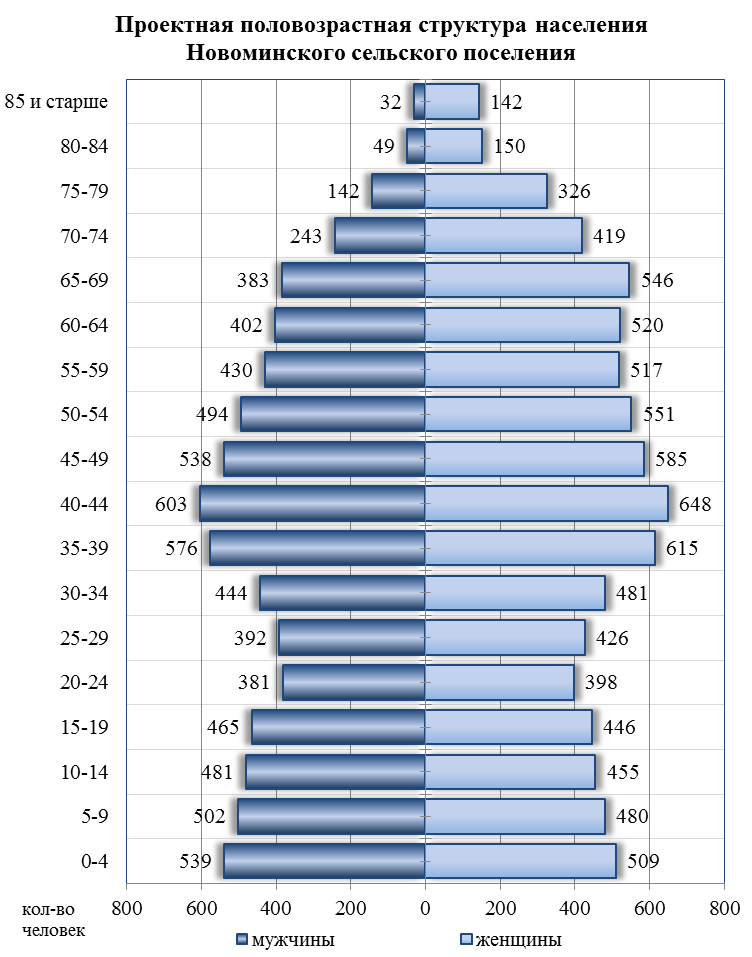 Проектная половозрастная структура населения
Новоминского сельского поселения
85 и старше 32 142
80-84 49 150
75-79 142 326
70-74 243 419
65-69 383 546
60-64 402 520
55-59 430 517
50-54 494 551
45-49 538 585
40-44 603 648
35-39 576 615
30-34 444 481
25-29 392 426
20-24 381 398
15-19 465 446
10-14 481 455
5-9 502 480
0-4 539 509
кол-во
человек
800 600 400 200 0 200 400 600 800
мужчины женщины